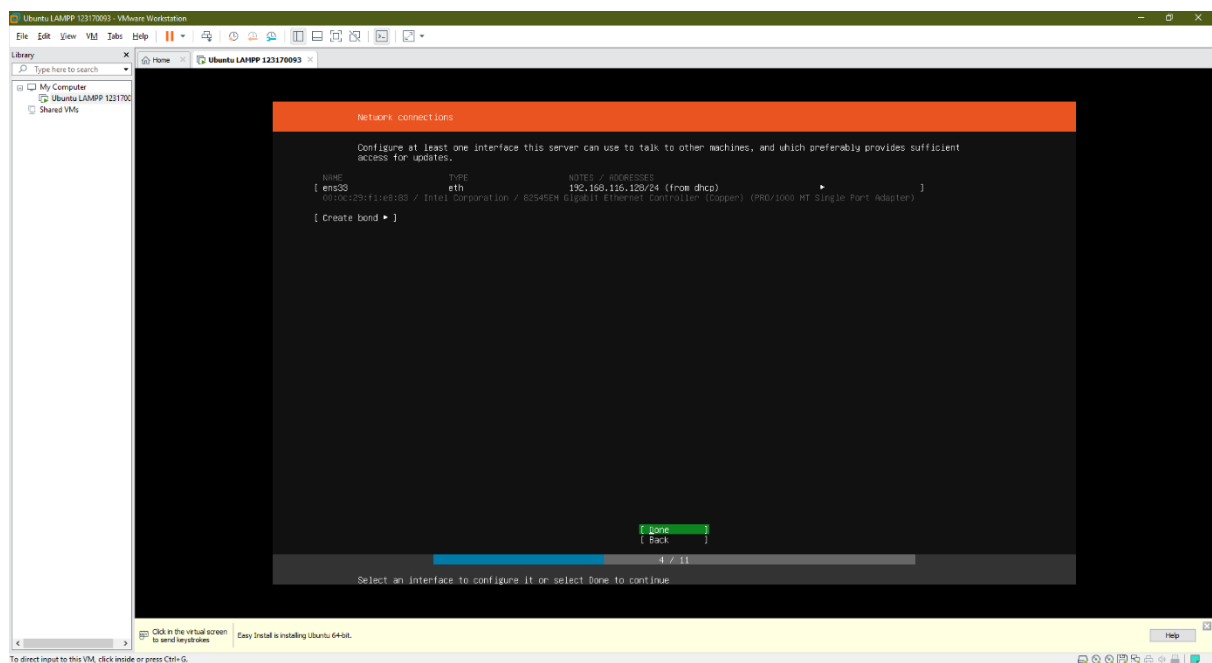 Ubuntu LAMPP 123170093 - VMware Workstation
File Edit View VM Tabs Help
Library
Home
Ubuntu LAMPP 123170093
Type here to search
My Computer
Ubuntu LAMPP 1231700
Shared VMs
Network connections
Configure at least one interface this server can use to talk to other machines, and which preferably provides sufficient
access for updates.
NAME TYPE NOTES / ADDRESSES
[ ens33 eth 192.168.116.128/24 (from dhcp) ▸ ]
00:0c:29:f1:e8:83 / Intel Corporation / 82545EM Gigabit Ethernet Controller (Copper) (PRO/1000 MT Single Port Adapter)
[ Create bond ▸ ]
[ Done ]
[ Back ]
4 / 11
Select an interface to configure it or select Done to continue
Click in the virtual screen
to send keystrokes
Easy Install is installing Ubuntu 64-bit.
Help
To direct input to this VM, click inside or press Ctrl+G.